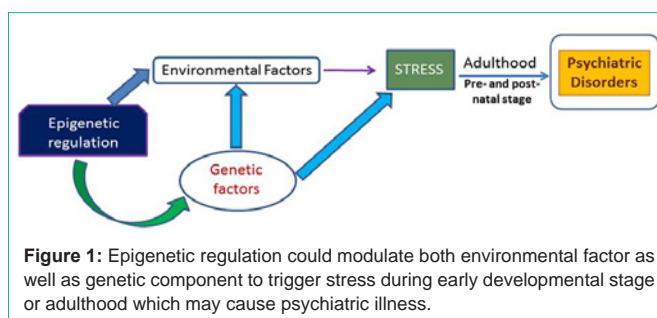 Environmental Factors
STRESS
Adulthood
Pre- and post-
natal stage
Psychiatric
Disorders
Epigenetic
regulation
Genetic
factors
Figure 1: Epigenetic regulation could modulate both environmental factor as
well as genetic component to trigger stress during early developmental stage
or adulthood which may cause psychiatric illness.